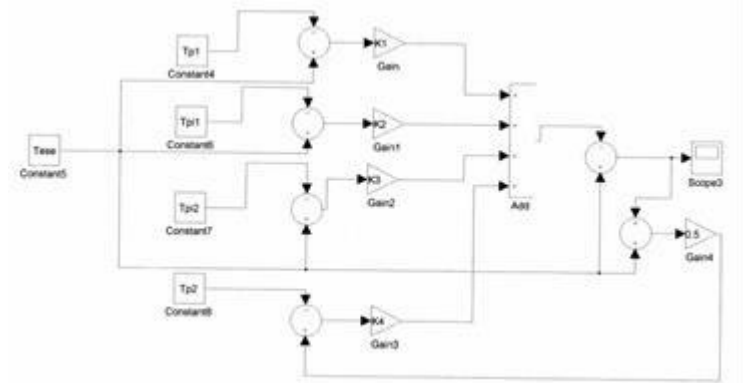 Tp1
Constant4
K1
Gain
Tpi1
Constant6
K2
Gain1
Tese
Constant5
K3
Gain2
Tpi2
Constant7
Add
Scope3
0.5
Gain4
Tp2
Constant8
K4
Gain3